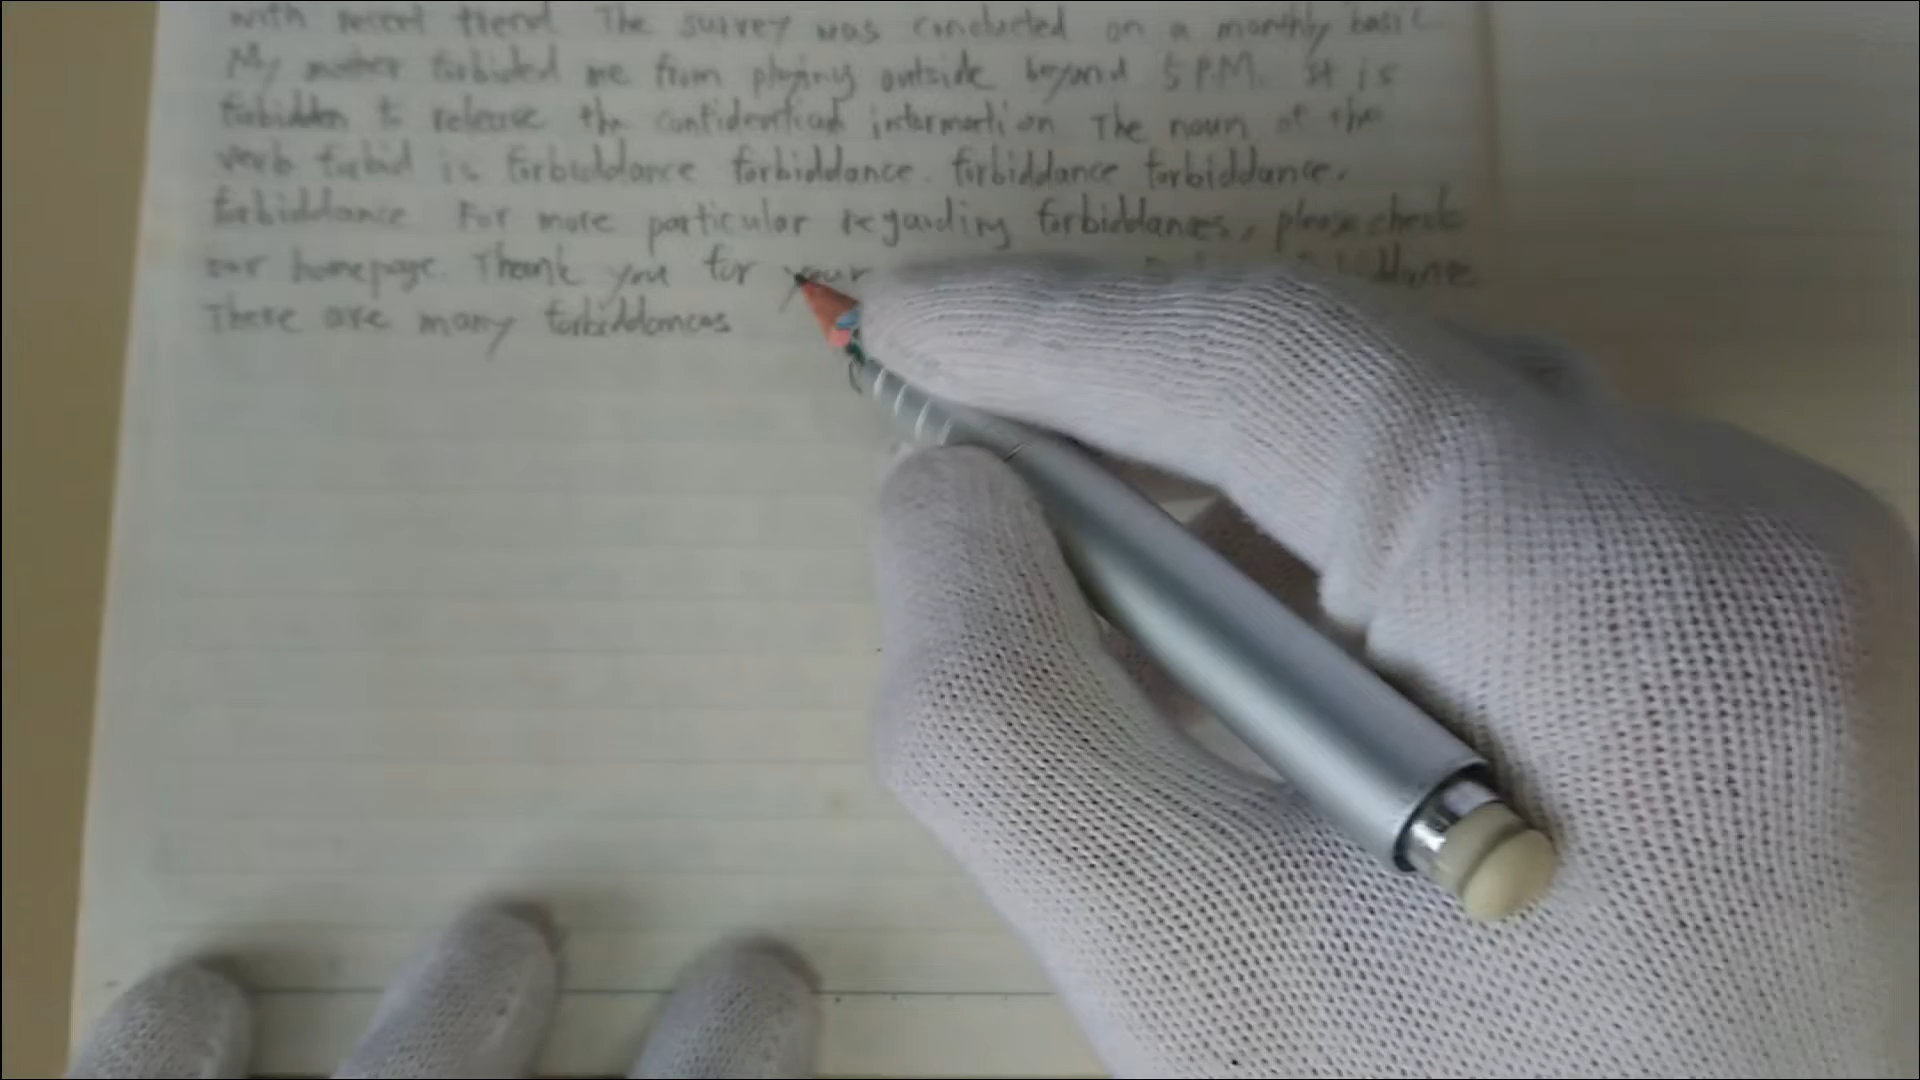 with recent trend The survey was conducted on a monthly basic
My mother forbided me from playing outside beyond 5 P.M. It is
forbidden to release the confidential information The noun of the
verb forbid is forbiddance forbiddance. forbiddance forbiddance.
forbiddance For more particular regarding forbiddances, please check
our homepage. Thank you for your
There are many forbiddances